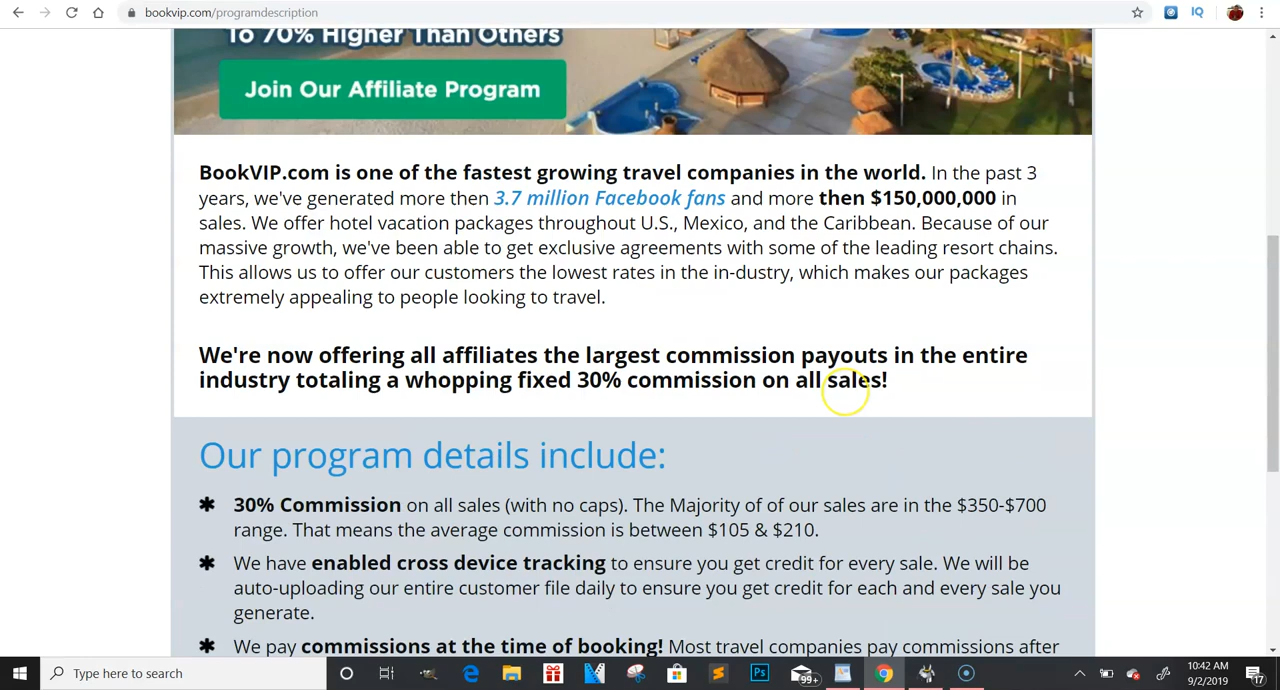 bookvip.com/programdescription
IQ
To 70% Higher Than Others
Join Our Affiliate Program
BookVIP.com is one of the fastest growing travel companies in the world. In the past 3
years, we've generated more then 3.7 million Facebook fans and more then $150,000,000 in
sales. We offer hotel vacation packages throughout U.S., Mexico, and the Caribbean. Because of our
massive growth, we've been able to get exclusive agreements with some of the leading resort chains.
This allows us to offer our customers the lowest rates in the in-dustry, which makes our packages
extremely appealing to people looking to travel.
We're now offering all affiliates the largest commission payouts in the entire
industry totaling a whopping fixed 30% commission on all sales!
Our program details include:
✱ 30% Commission on all sales (with no caps). The Majority of of our sales are in the $350-$700
range. That means the average commission is between $105 & $210.
✱ We have enabled cross device tracking to ensure you get credit for every sale. We will be
auto-uploading our entire customer file daily to ensure you get credit for each and every sale you
generate.
✱ We pay commissions at the time of booking! Most travel companies pay commissions after
Type here to search
Ps
99+
10:42 AM
9/2/2019
17